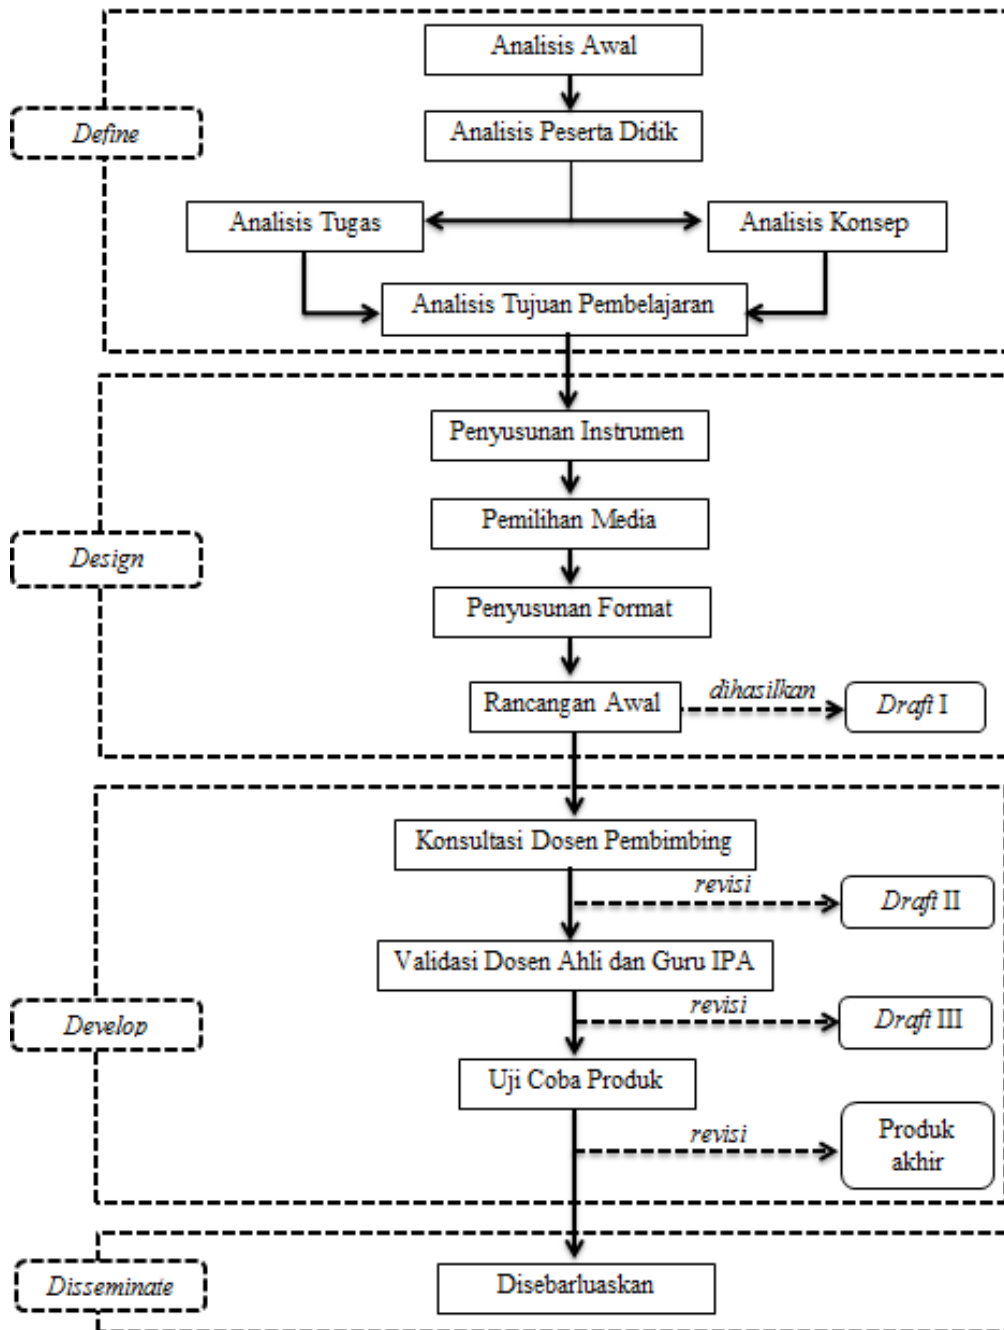 Analisis Awal
Define
Analisis Peserta Didik
Analisis Tugas
Analisis Konsep
Analisis Tujuan Pembelajaran
Penyusunan Instrumen
Pemilihan Media
Design
Penyusunan Format
Rancangan Awal
dihasilkan
Draft I
Konsultasi Dosen Pembimbing
revisi
Draft II
Validasi Dosen Ahli dan Guru IPA
Develop
revisi
Draft III
Uji Coba Produk
revisi
Produk
akhir
Disseminate
Disebarluaskan